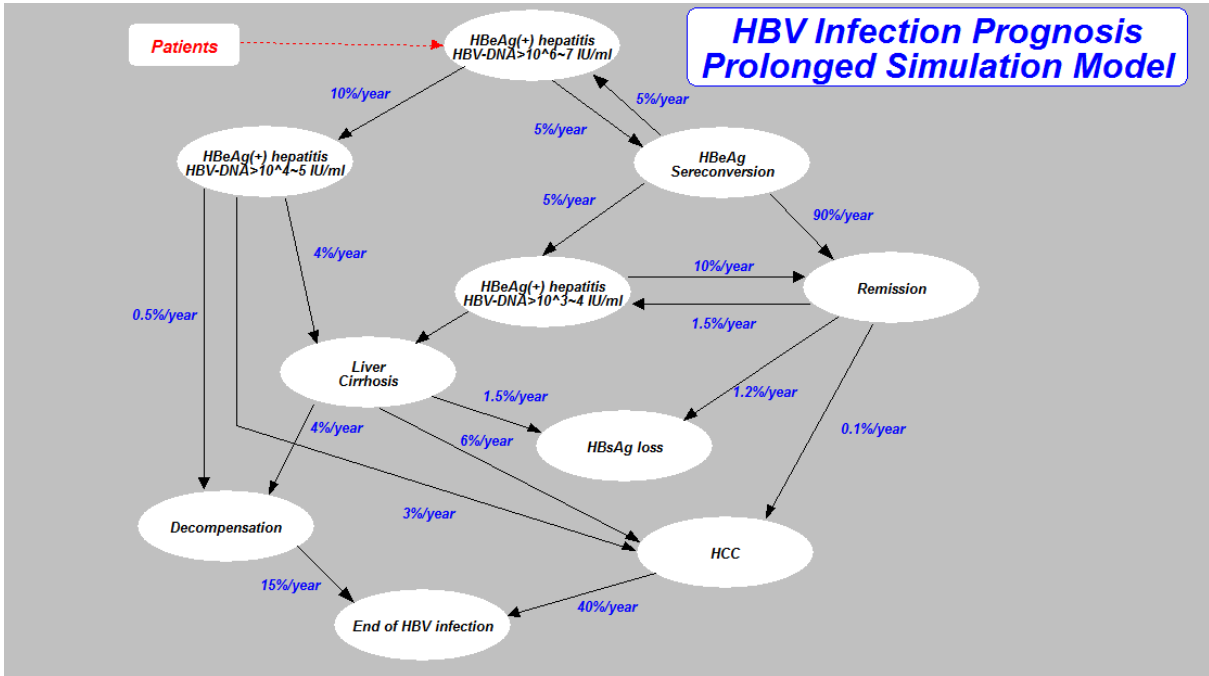 HBV Infection Prognosis
Prolonged Simulation Model
Patients
HBeAg(+) hepatitis
HBV-DNA>10^6~7 IU/ml
10%/year
5%/year
5%/year
HBeAg(+) hepatitis
HBV-DNA>10^4~5 IU/ml
HBeAg
Sereconversion
5%/year
90%/year
4%/year
HBeAg(+) hepatitis
HBV-DNA>10^3~4 IU/ml
10%/year
Remission
0.5%/year
1.5%/year
Liver
Cirrhosis
1.5%/year
1.2%/year
4%/year
6%/year
HBsAg loss
0.1%/year
3%/year
Decompensation
HCC
15%/year
40%/year
End of HBV infection